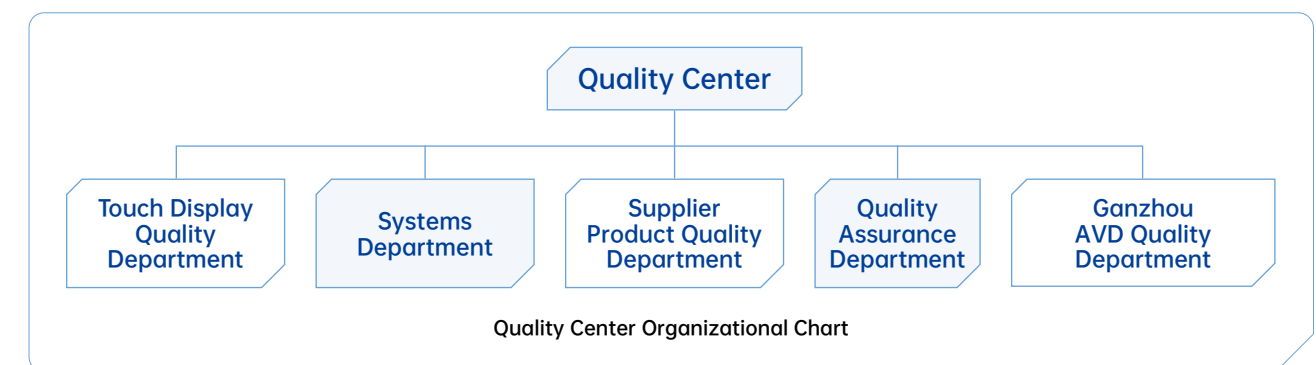 Quality Center
Touch Display
Quality
Department
Systems
Department
Supplier
Product Quality
Department
Quality
Assurance
Department
Ganzhou
AVD Quality
Department
Quality Center Organizational Chart